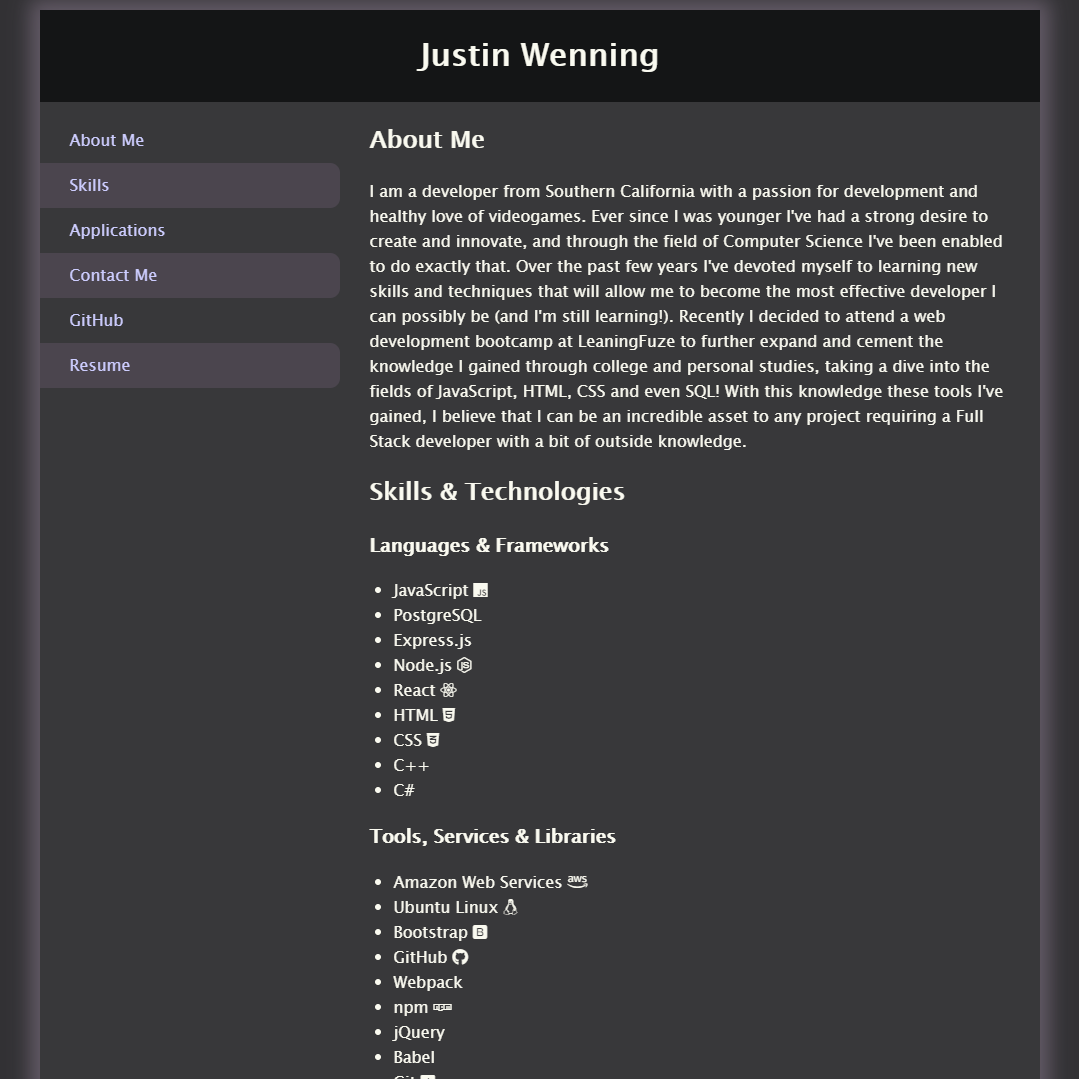 Justin Wenning
About Me
Skills
Applications
Contact Me
GitHub
Resume
About Me
I am a developer from Southern California with a passion for development and
healthy love of videogames. Ever since I was younger I've had a strong desire to
create and innovate, and through the field of Computer Science I've been enabled
to do exactly that. Over the past few years I've devoted myself to learning new
skills and techniques that will allow me to become the most effective developer I
can possibly be (and I'm still learning!). Recently I decided to attend a web
development bootcamp at LeaningFuze to further expand and cement the
knowledge I gained through college and personal studies, taking a dive into the
fields of JavaScript, HTML, CSS and even SQL! With this knowledge these tools I've
gained, I believe that I can be an incredible asset to any project requiring a Full
Stack developer with a bit of outside knowledge.
Skills & Technologies
Languages & Frameworks
JavaScript JS
PostgreSQL
Express.js
Node.js JS
React
HTML 5
CSS 3
C++
C#
Tools, Services & Libraries
Amazon Web Services aws
Ubuntu Linux
Bootstrap B
GitHub
Webpack
npm npm
jQuery
Babel